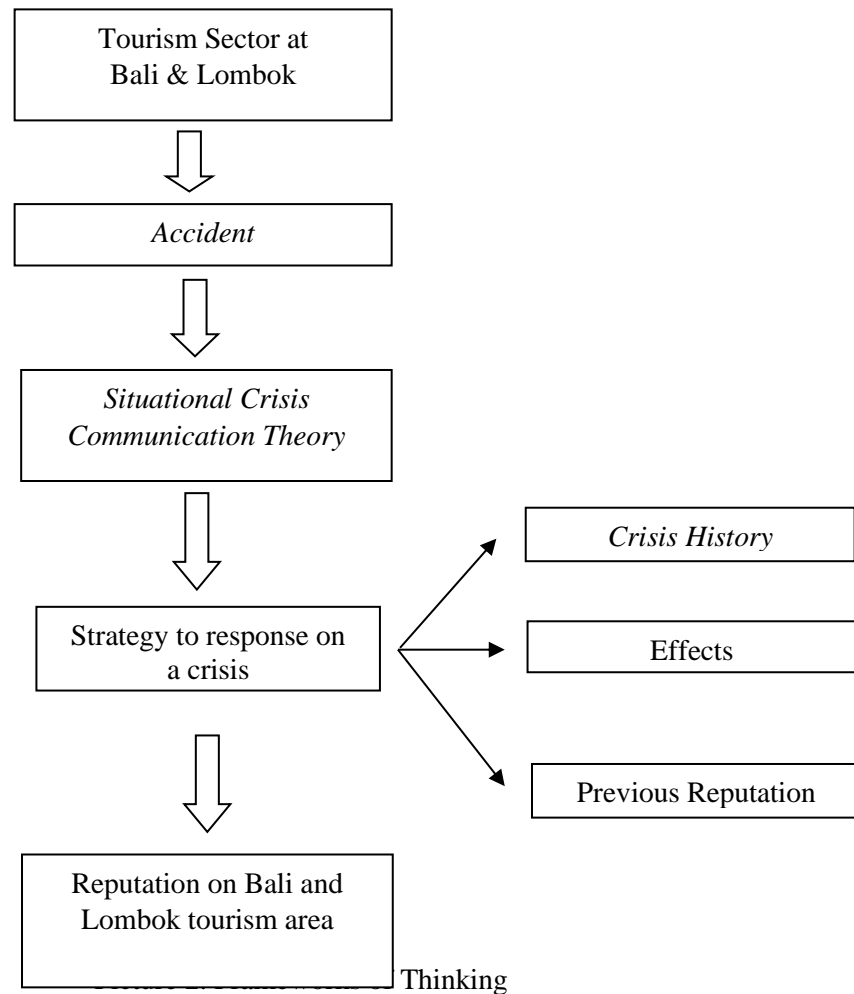 Tourism Sector at
Bali & Lombok
Accident
Situational Crisis
Communication Theory
Strategy to response on
a crisis
Crisis History
Effects
Previous Reputation
Reputation on Bali and
Lombok tourism area
Thinking